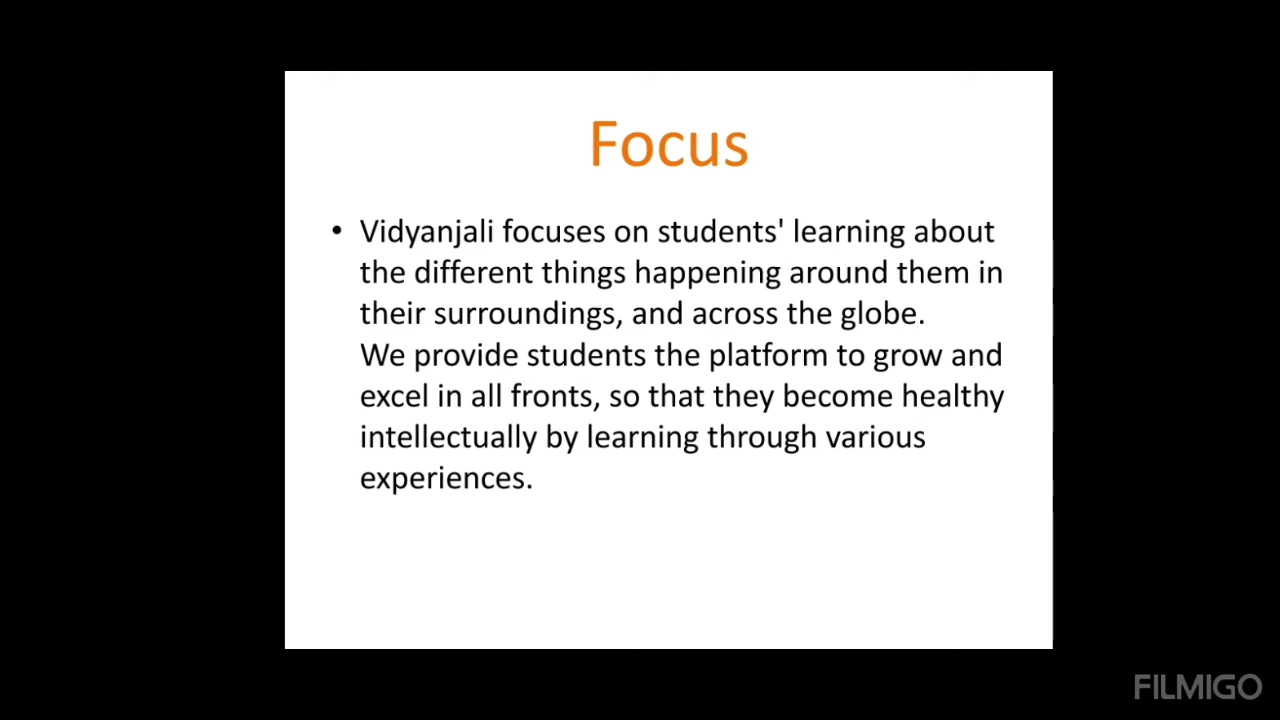 Focus
• Vidyanjali focuses on students' learning about
the different things happening around them in
their surroundings, and across the globe.
We provide students the platform to grow and
excel in all fronts, so that they become healthy
intellectually by learning through various
experiences.
FILMIGO